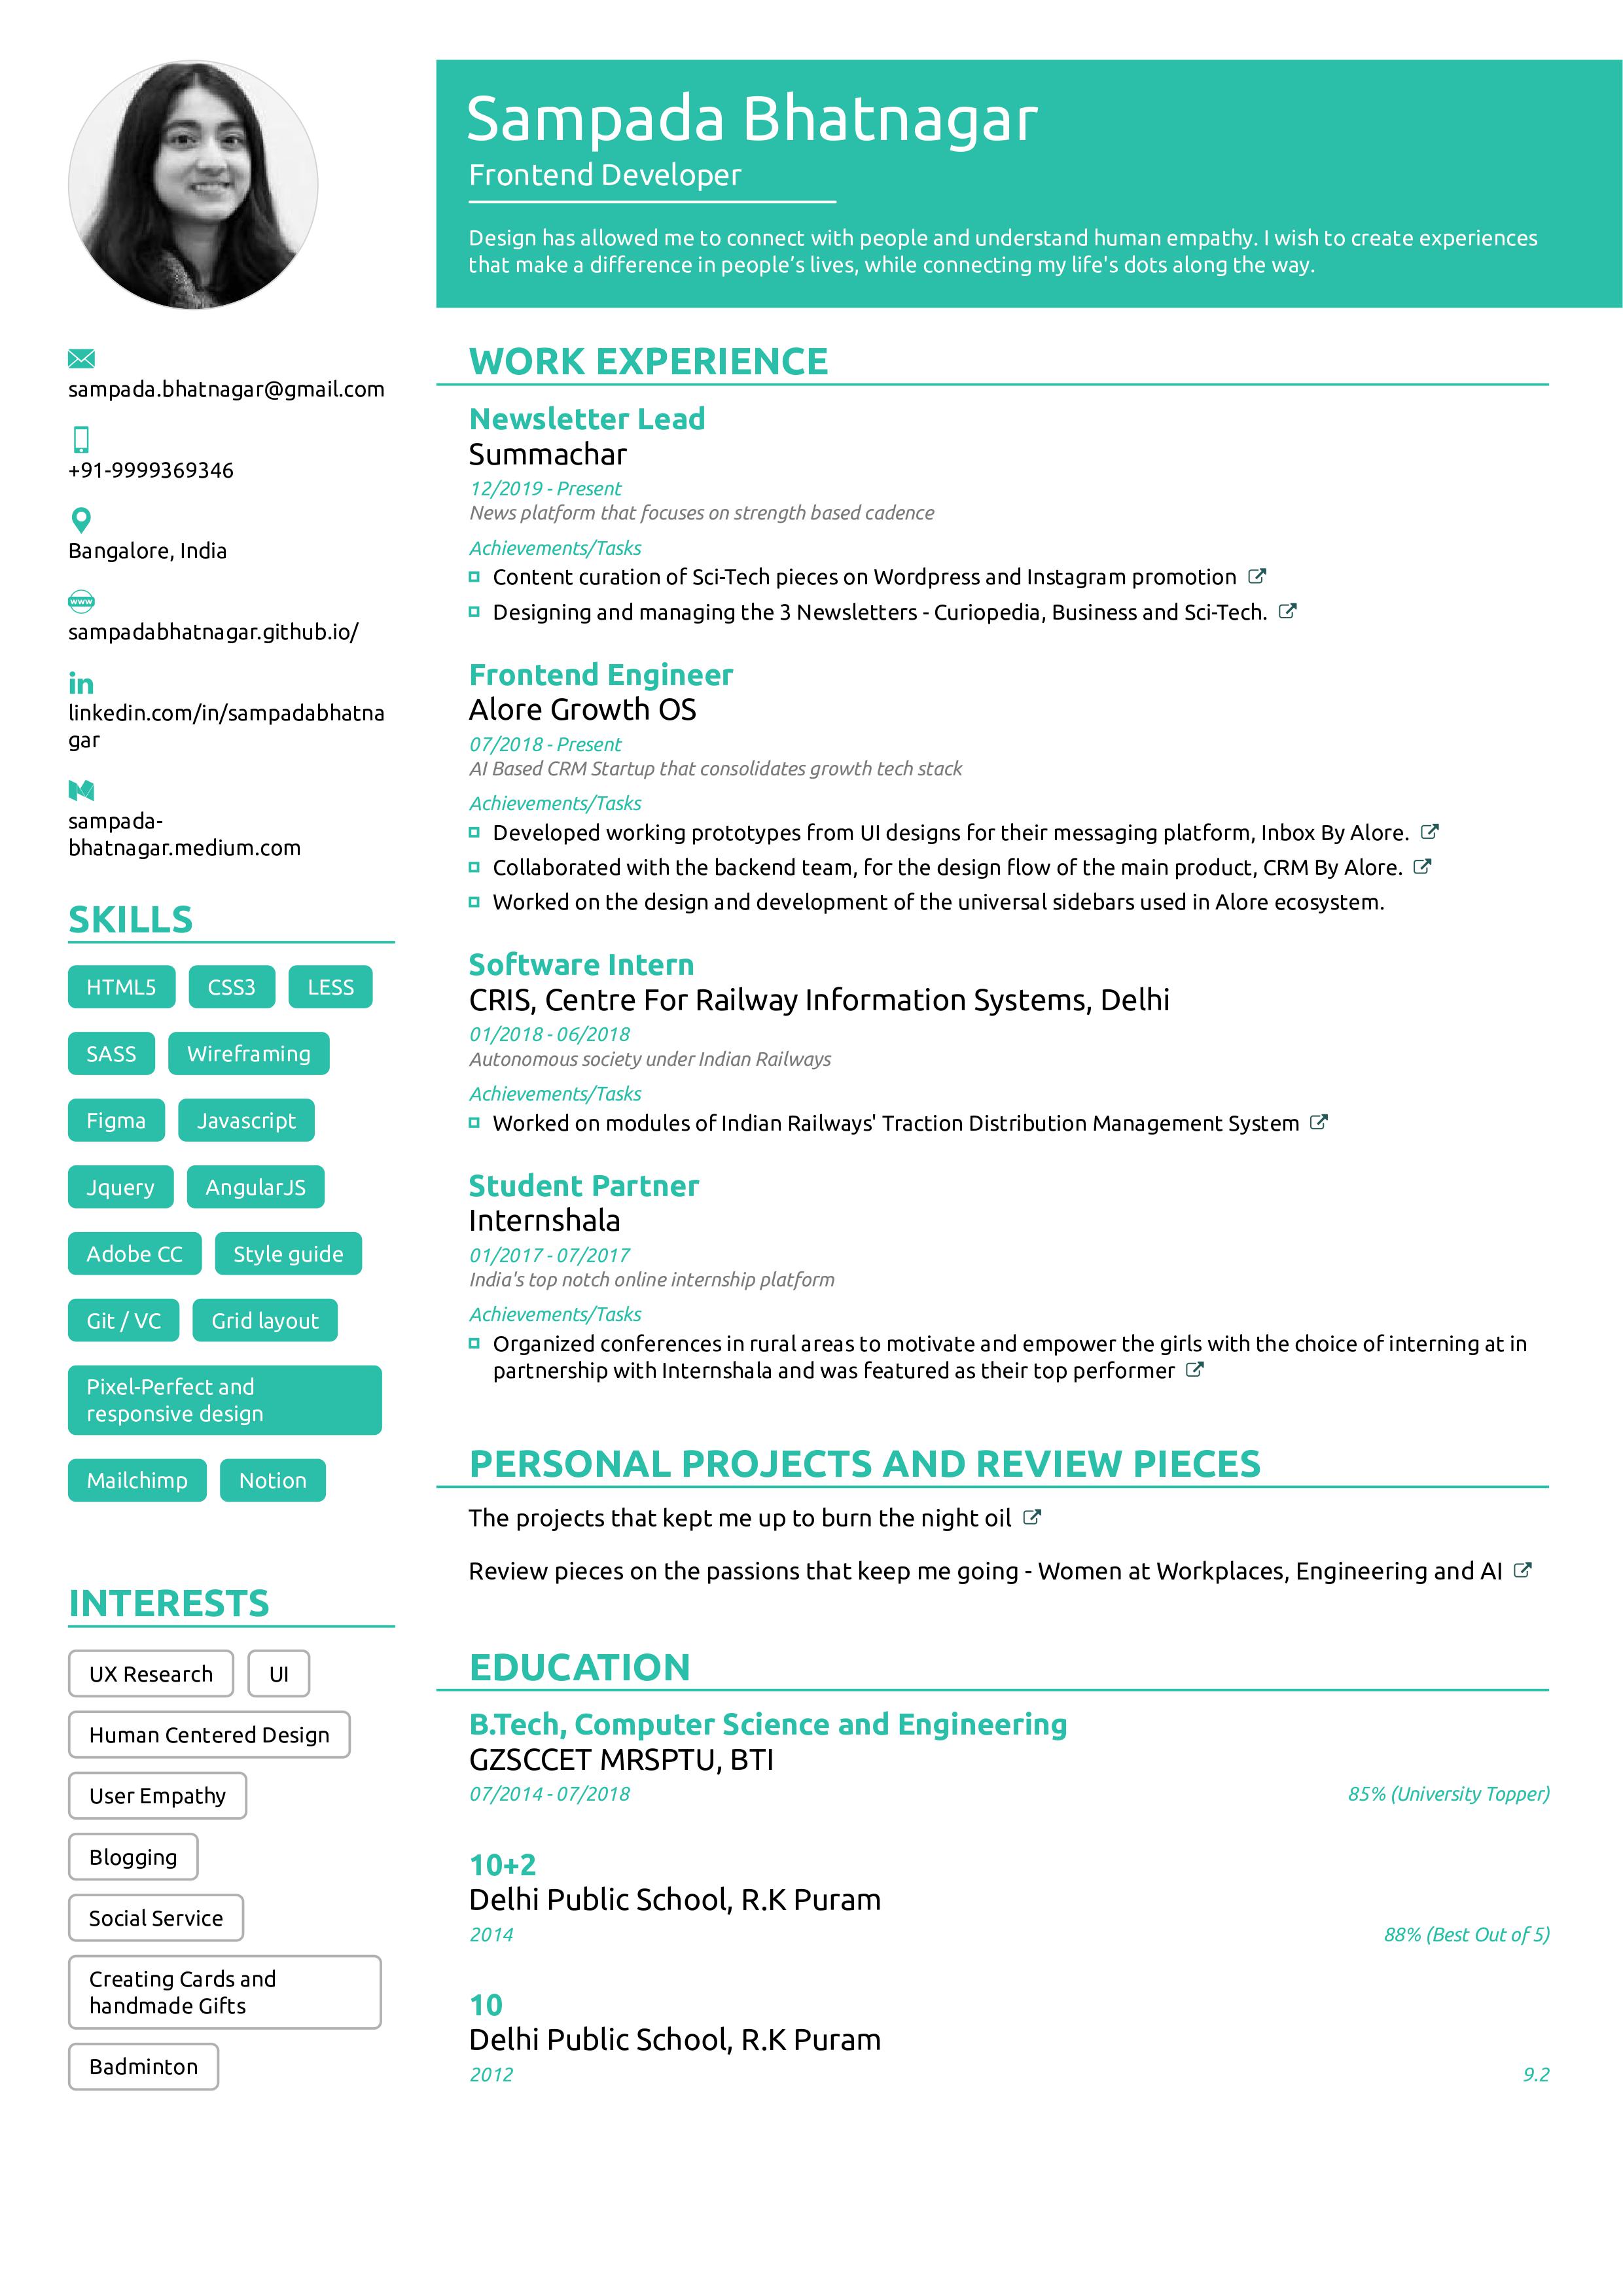 Sampada Bhatnagar
Frontend Developer
Design has allowed me to connect with people and understand human empathy. I wish to create experiences
that make a difference in people’s lives, while connecting my life's dots along the way.
sampada.bhatnagar@gmail.com
+91-9999369346
Bangalore, India
www
sampadabhatnagar.github.io/
in
linkedin.com/in/sampadabhatna
gar
sampada-
bhatnagar.medium.com
SKILLS
HTML5 CSS3 LESS
SASS Wireframing
Figma Javascript
Jquery AngularJS
Adobe CC Style guide
Git / VC Grid layout
Pixel-Perfect and
responsive design
Mailchimp Notion
INTERESTS
UX Research UI
Human Centered Design
User Empathy
Blogging
Social Service
Creating Cards and
handmade Gifts
Badminton
WORK EXPERIENCE
Newsletter Lead
Summachar
12/2019 - Present
News platform that focuses on strength based cadence
Achievements/Tasks
Content curation of Sci-Tech pieces on Wordpress and Instagram promotion
Designing and managing the 3 Newsletters - Curiopedia, Business and Sci-Tech.
Frontend Engineer
Alore Growth OS
07/2018 - Present
AI Based CRM Startup that consolidates growth tech stack
Achievements/Tasks
Developed working prototypes from UI designs for their messaging platform, Inbox By Alore.
Collaborated with the backend team, for the design flow of the main product, CRM By Alore.
Worked on the design and development of the universal sidebars used in Alore ecosystem.
Software Intern
CRIS, Centre For Railway Information Systems, Delhi
01/2018 - 06/2018
Autonomous society under Indian Railways
Achievements/Tasks
Worked on modules of Indian Railways' Traction Distribution Management System
Student Partner
Internshala
01/2017 - 07/2017
India's top notch online internship platform
Achievements/Tasks
Organized conferences in rural areas to motivate and empower the girls with the choice of interning at in
partnership with Internshala and was featured as their top performer
PERSONAL PROJECTS AND REVIEW PIECES
The projects that kept me up to burn the night oil
Review pieces on the passions that keep me going - Women at Workplaces, Engineering and AI
EDUCATION
B.Tech, Computer Science and Engineering
GZSCCET MRSPTU, BTI
07/2014 - 07/2018 85% (University Topper)
10+2
Delhi Public School, R.K Puram
2014 88% (Best Out of 5)
10
Delhi Public School, R.K Puram
2012 9.2